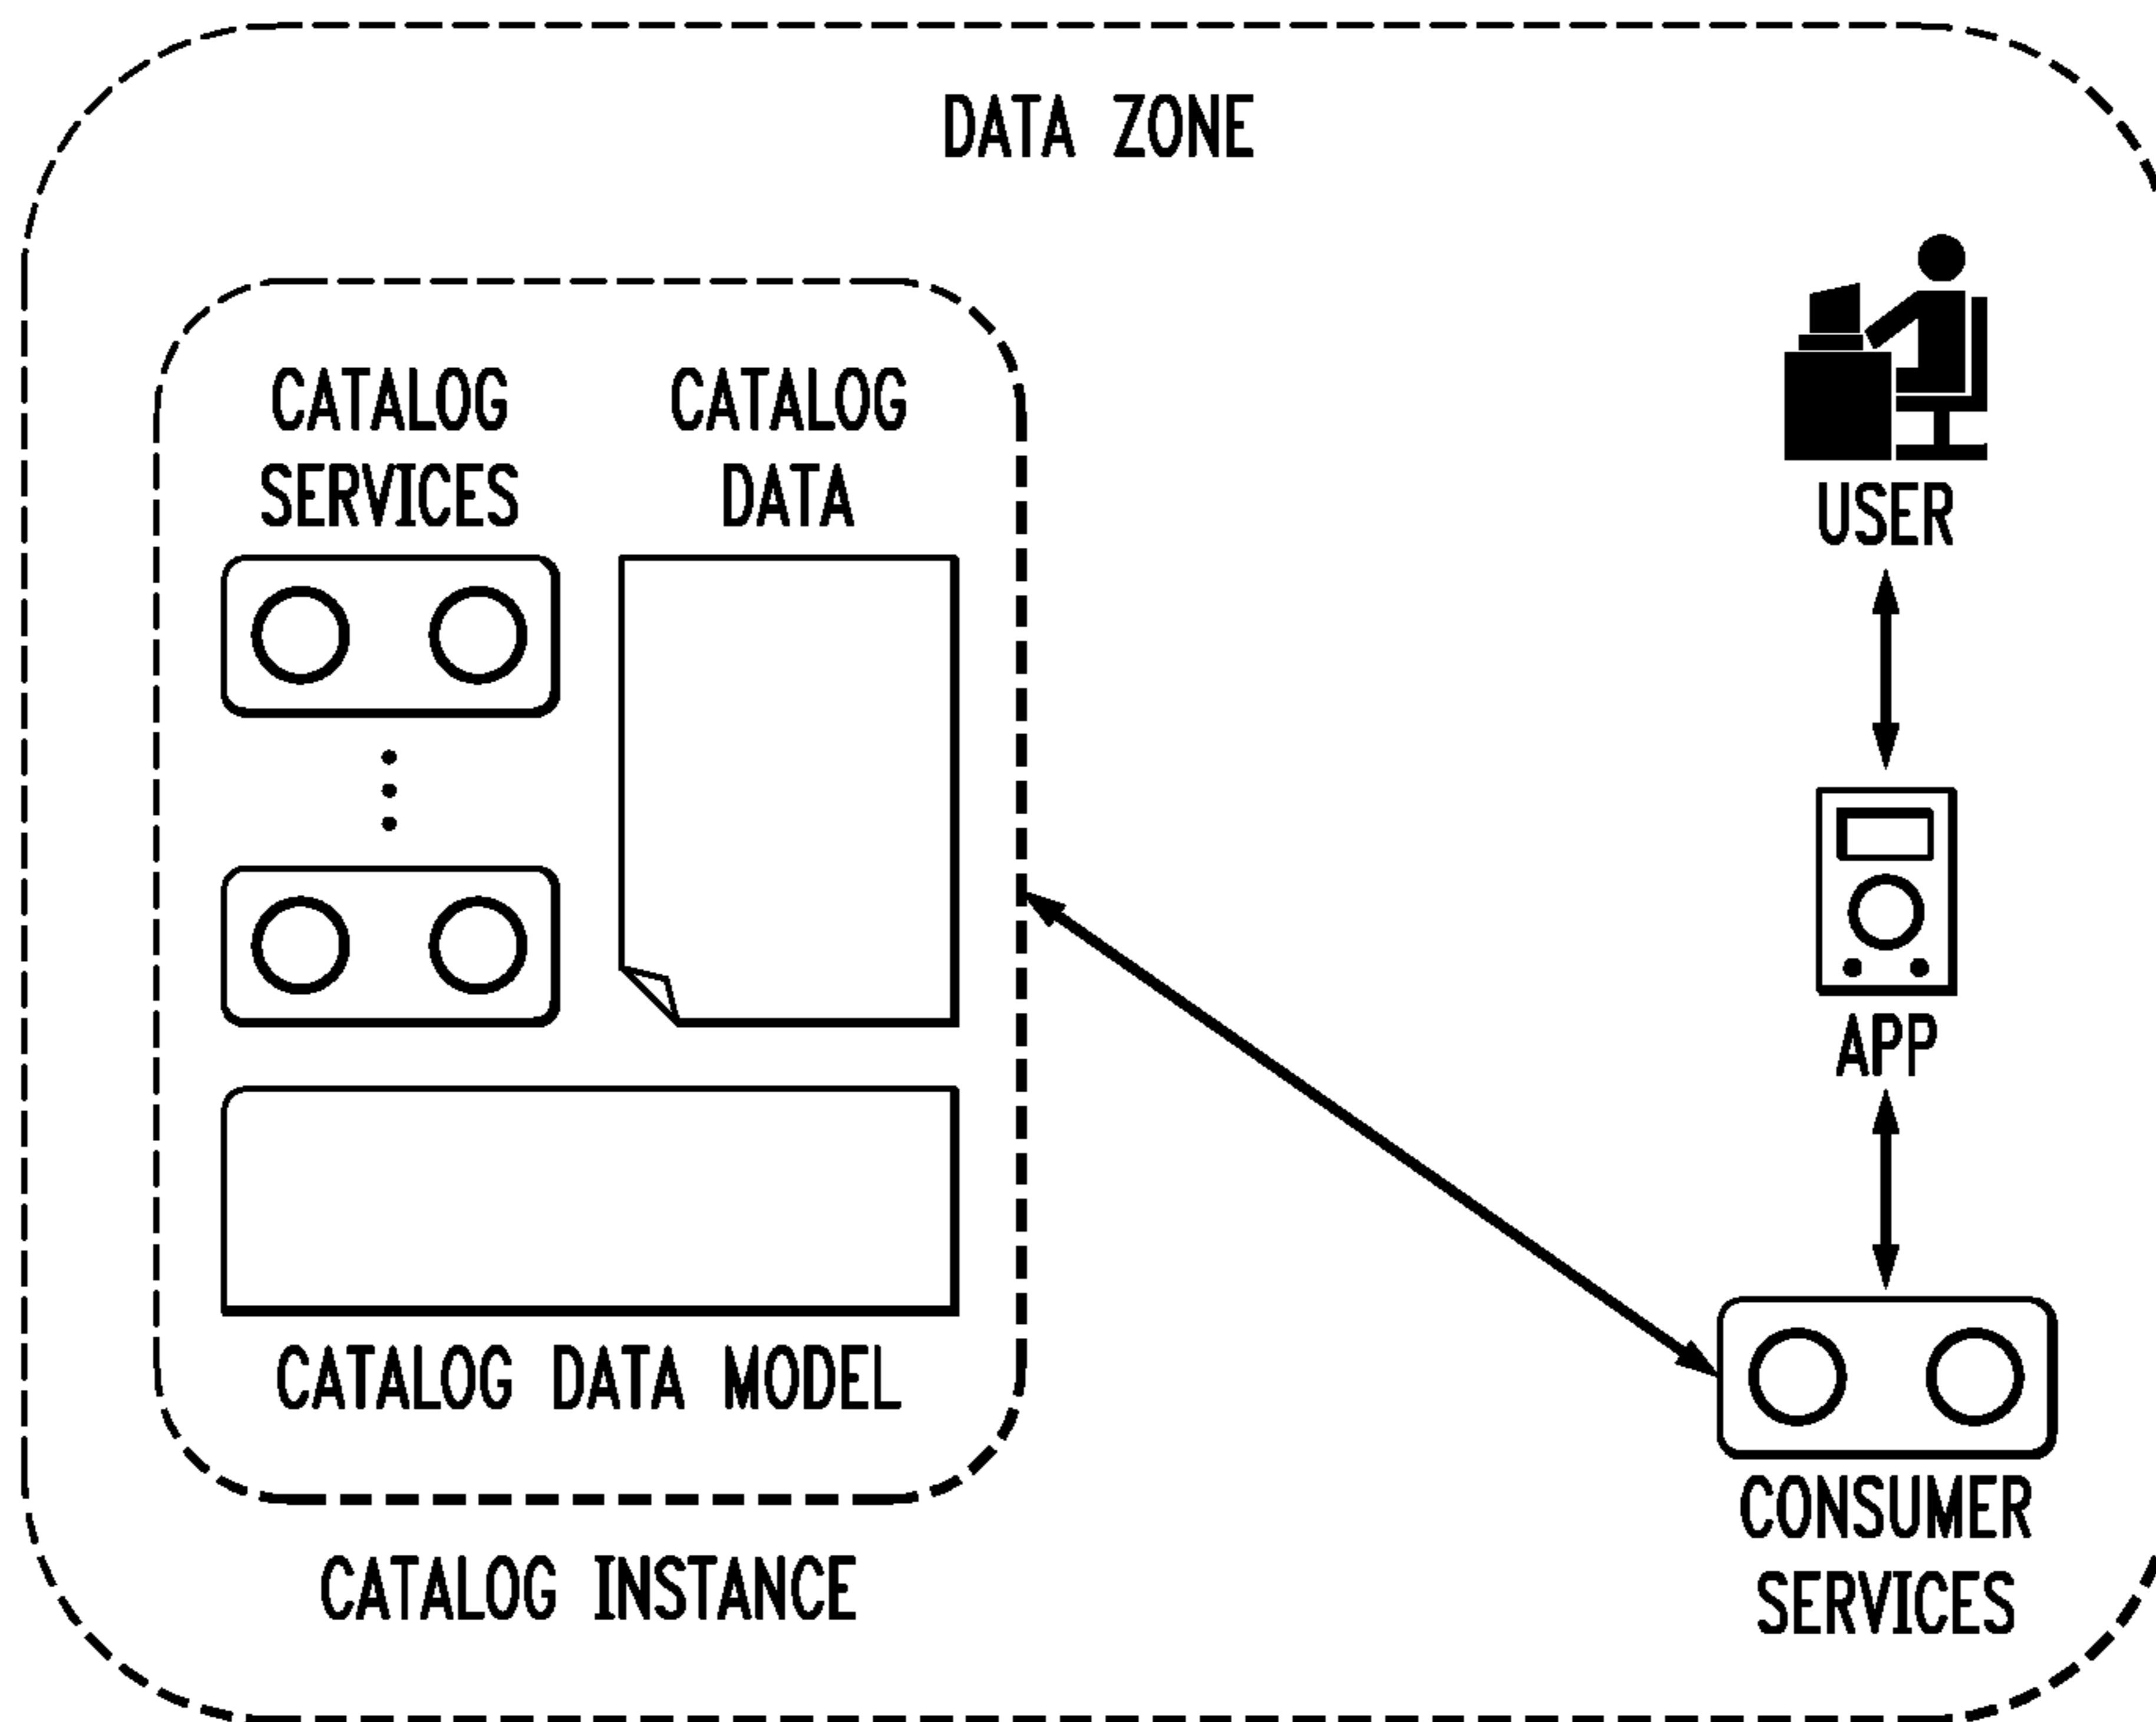 DATA ZONE
CATALOG
SERVICES
CATALOG
DATA
USER
APP
CATALOG DATA MODEL
CONSUMER
SERVICES
CATALOG INSTANCE